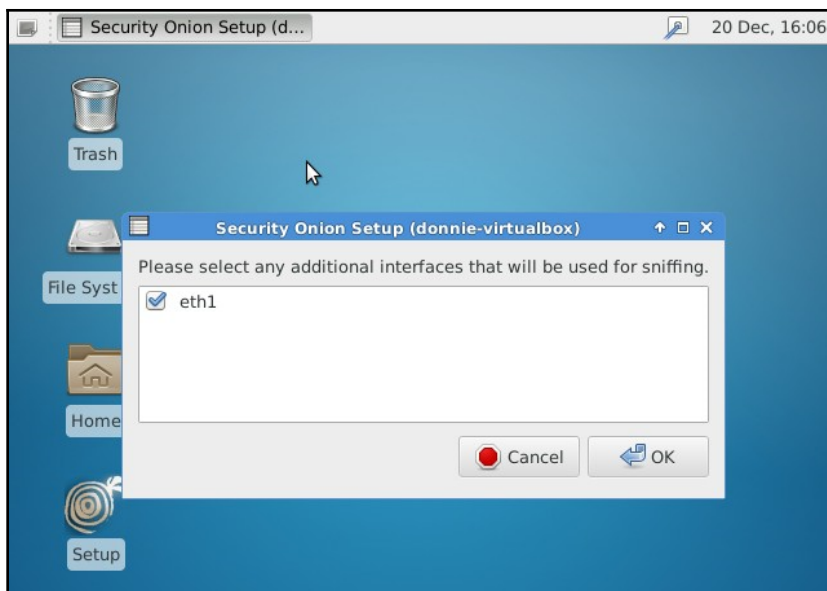 Security Onion Setup (d...
20 Dec, 16:06
Trash
Security Onion Setup (donnie-virtualbox)
Please select any additional interfaces that will be used for sniffing.
File Syst
eth1
Home
Cancel
OK
Setup